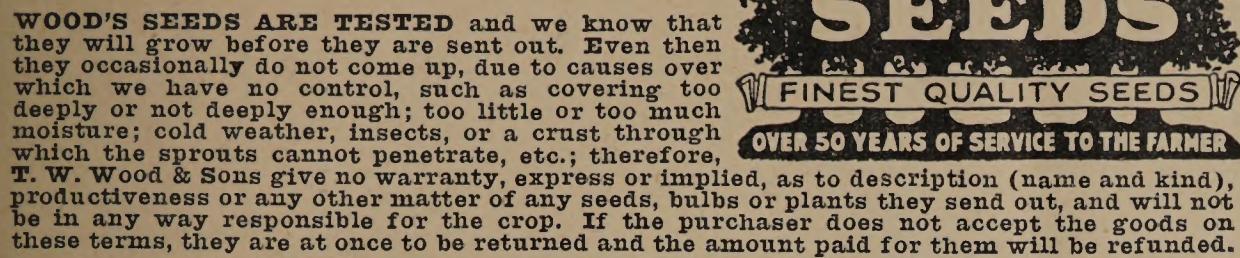 WOOD'S SEEDS ARE TESTED and we know that
they will grow before they are sent out. Even then
they occasionally do not come up, due to causes over
which we have no control, such as covering too
deeply or not deeply enough; too little or too much
moisture; cold weather, insects, or a crust through
which the sprouts cannot penetrate, etc.; therefore,
T. W. Wood & Sons give no warranty, express or implied, as to description (name and kind),
productiveness or any other matter of any seeds, bulbs or plants they send out, and will not
be in any way responsible for the crop. If the purchaser does not accept the goods on
these terms, they are at once to be returned and the amount paid for them will be refunded.
SEEDS
FINEST QUALITY SEEDS
OVER 50 YEARS OF SERVICE TO THE FARMER